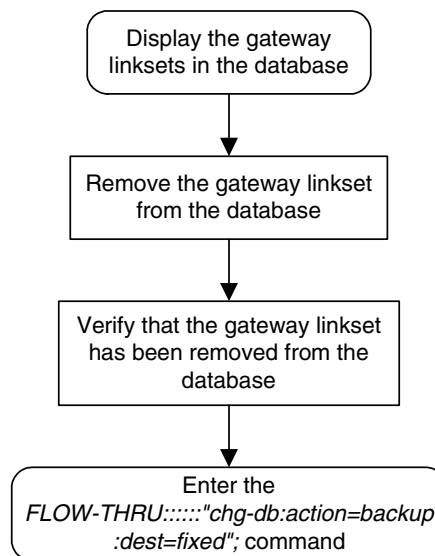 Display the gateway
linksets in the database
Remove the gateway linkset
from the database
Verify that the gateway linkset
has been removed from the
database
Enter the
FLOW-THRU::::::"chg-db:action=backup
:dest=fixed"; command